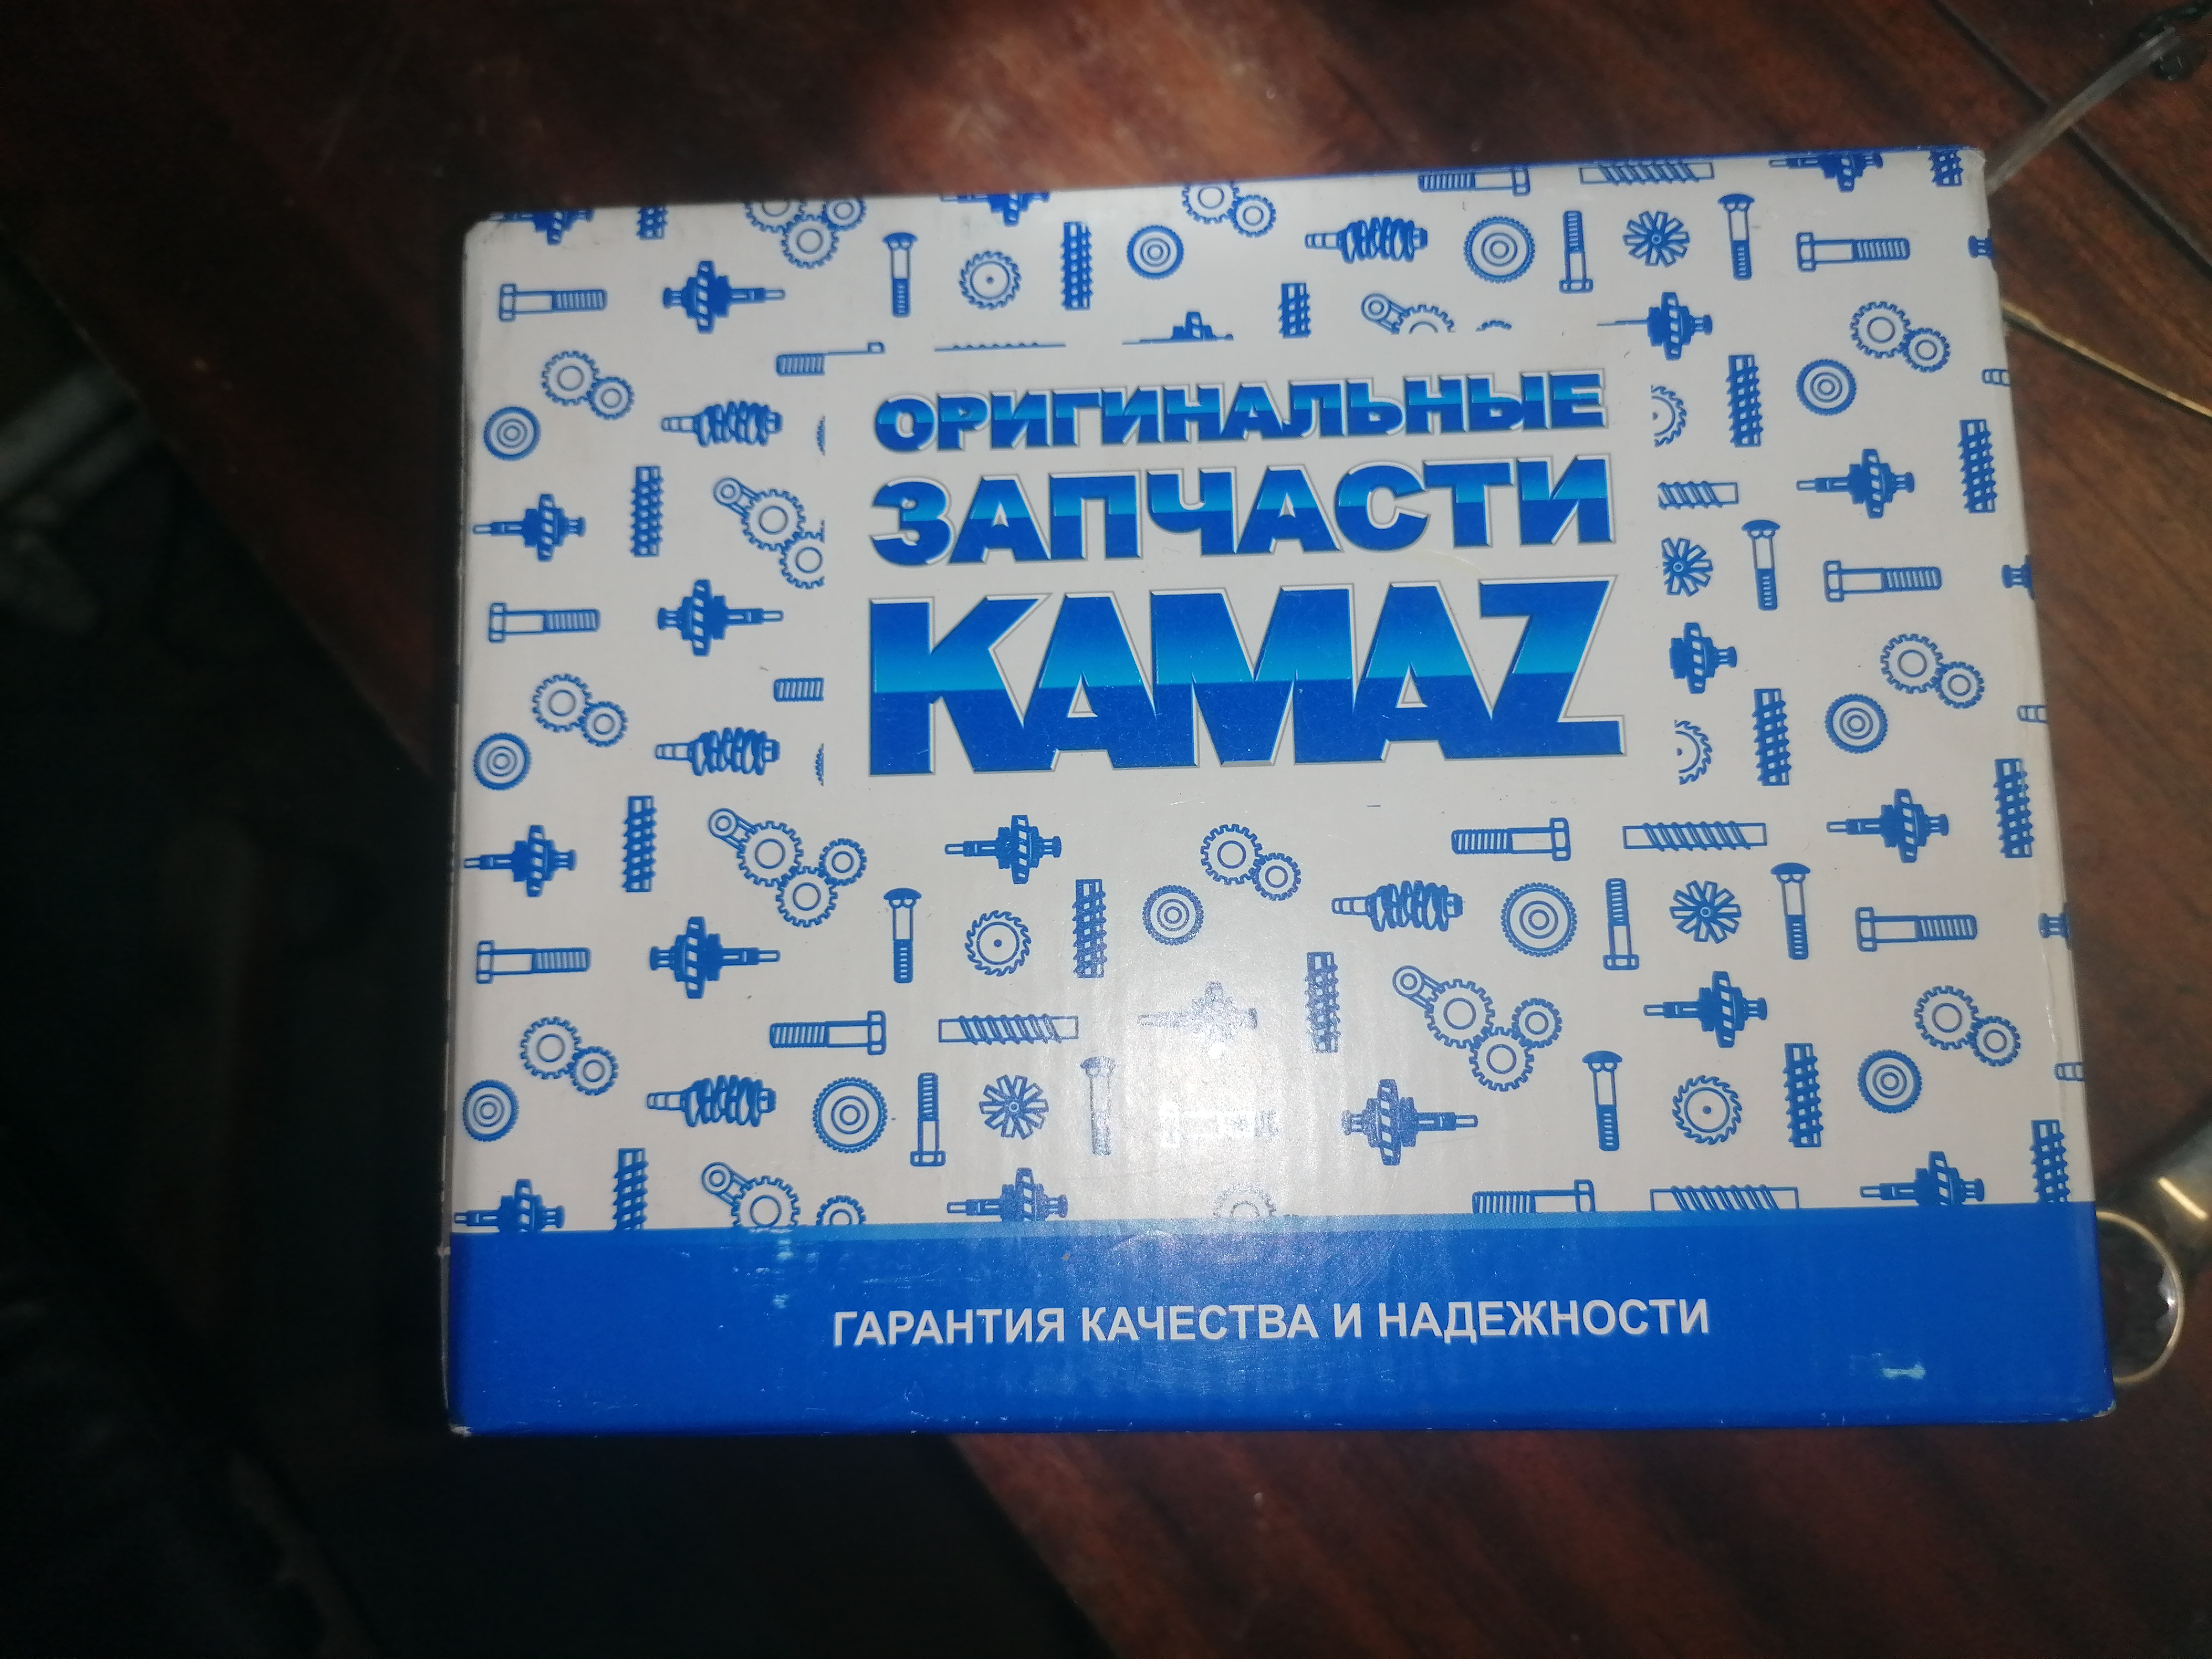 ОРИГИНАЛЬНЫЕ
ЗАПЧАСТИ
KAMAZ
ГАРАНТИЯ КАЧЕСТВА И НАДЕЖНОСТИ